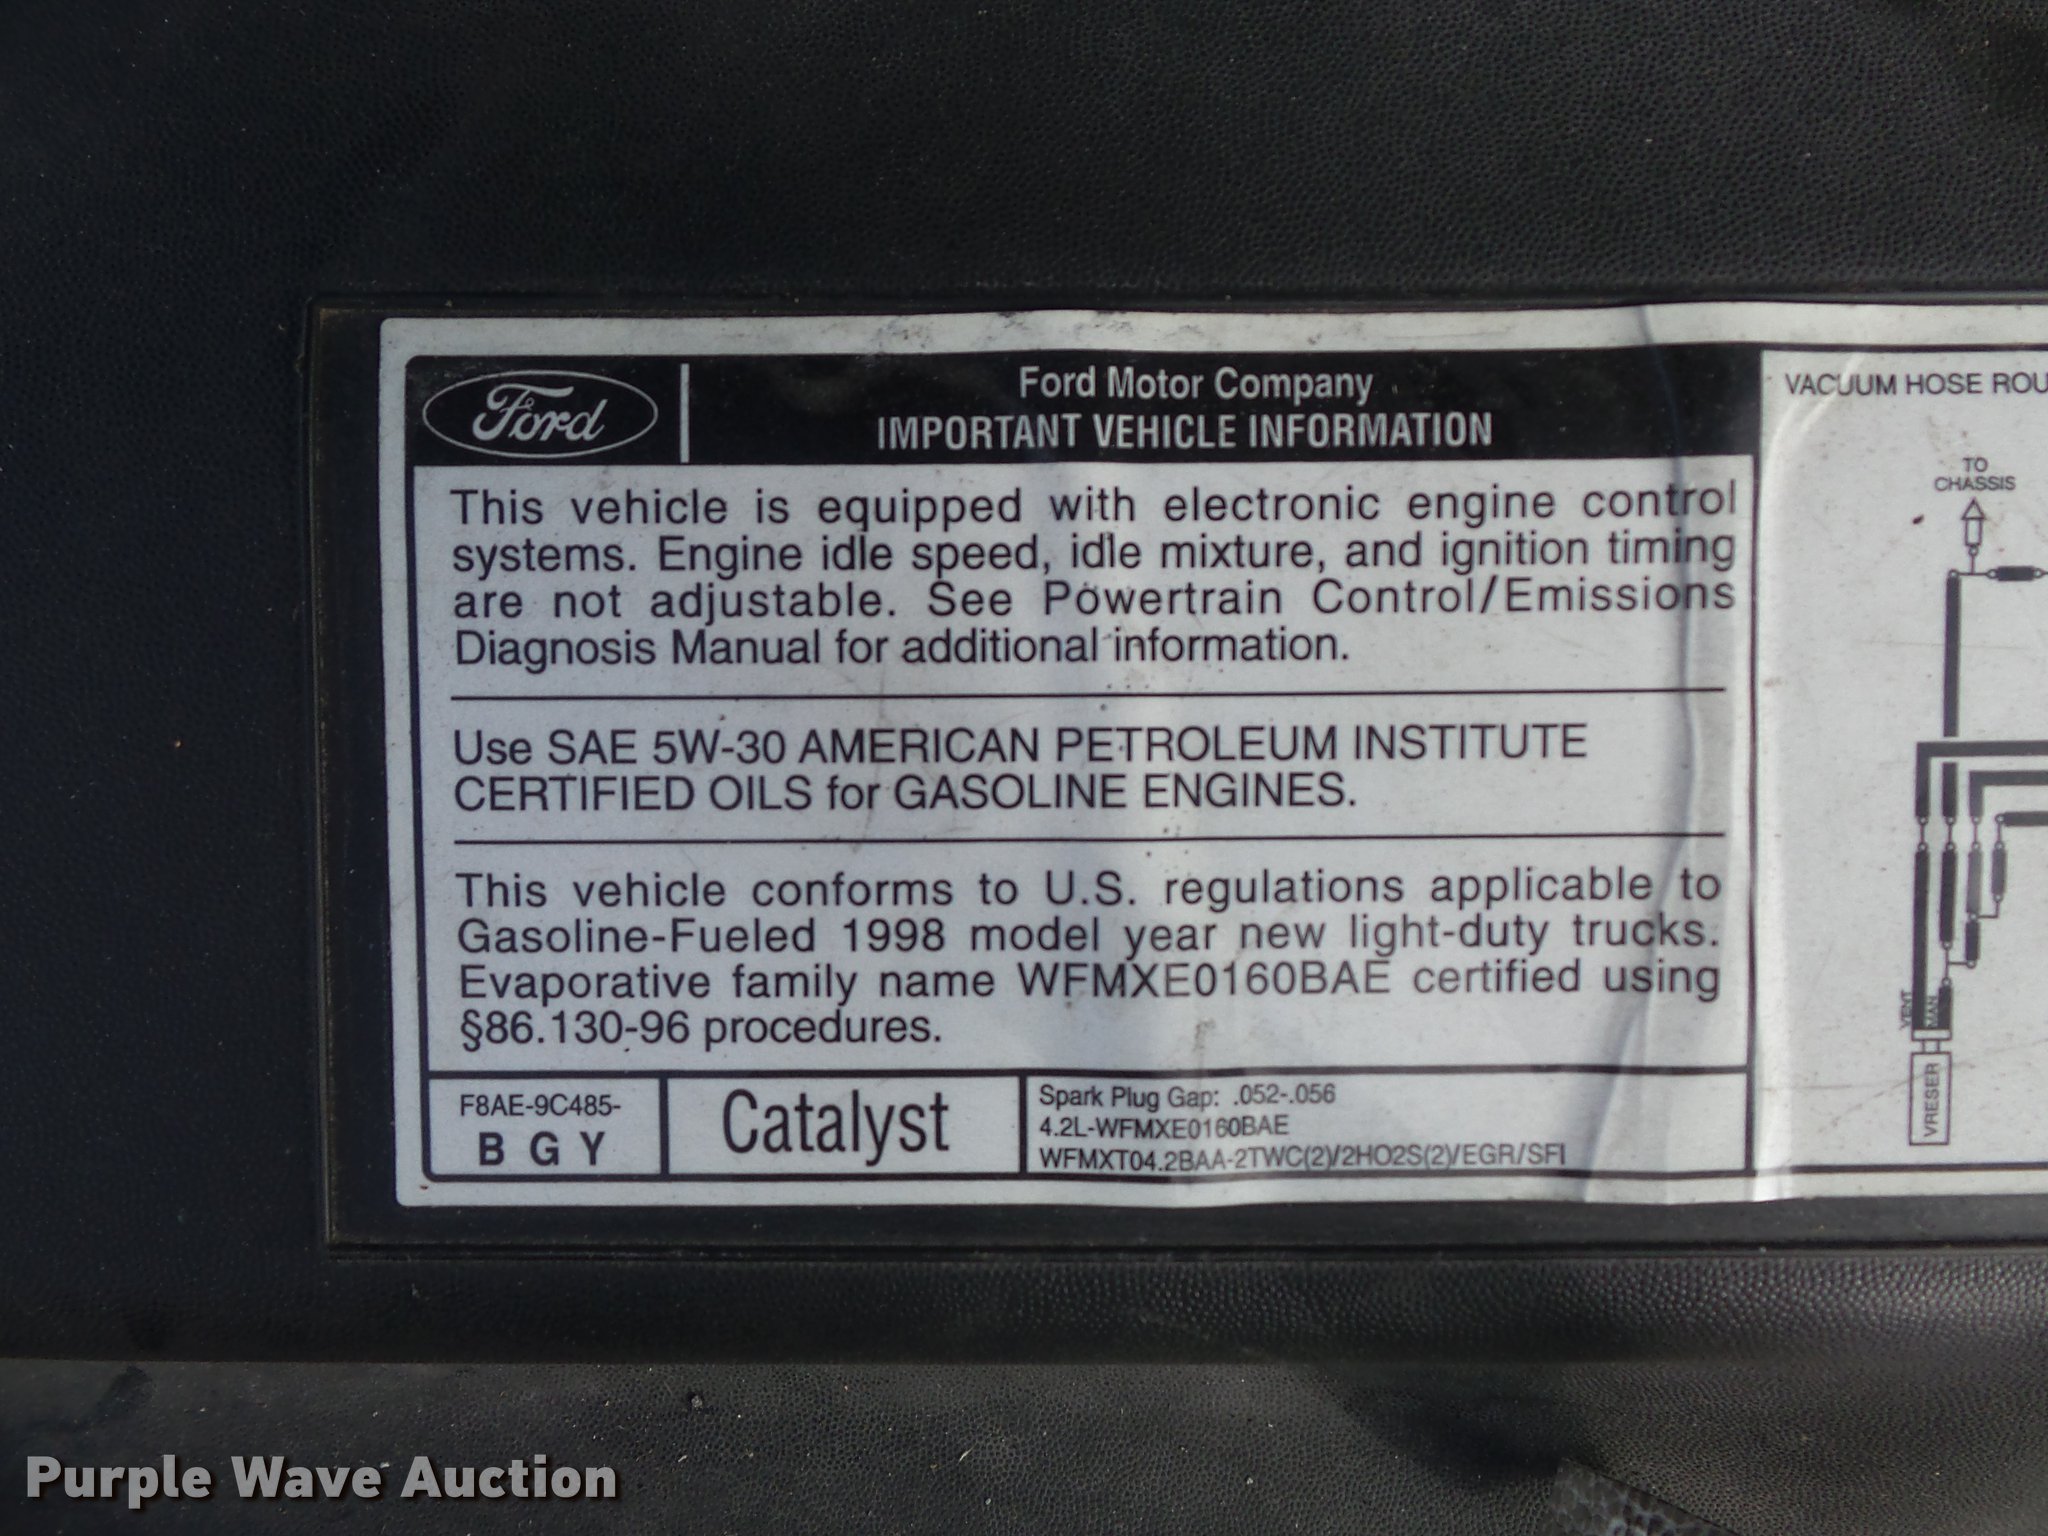 Ford
Ford Motor Company
IMPORTANT VEHICLE INFORMATION
This vehicle is equipped with electronic engine control
systems. Engine idle speed, idle mixture, and ignition timing
are not adjustable. See Powertrain Control/Emissions
Diagnosis Manual for additional information.
Use SAE 5W-30 AMERICAN PETROLEUM INSTITUTE
CERTIFIED OILS for GASOLINE ENGINES.
This vehicle conforms to U.S. regulations applicable to
Gasoline-Fueled 1998 model year new light-duty trucks.
Evaporative family name WFMXE0160BAE certified using
§86.130-96 procedures.
F8AE-9C485-
B G Y
Catalyst
Spark Plug Gap: .052-.056
4.2L-WFMXE0160BAE
WFMXT04.2BAA-2TWC(2)/2HO2S(2)/EGR/SFI
VACUUM HOSE ROU
TO
CHASSIS
VENT
MAN
VRESER
Purple Wave Auction